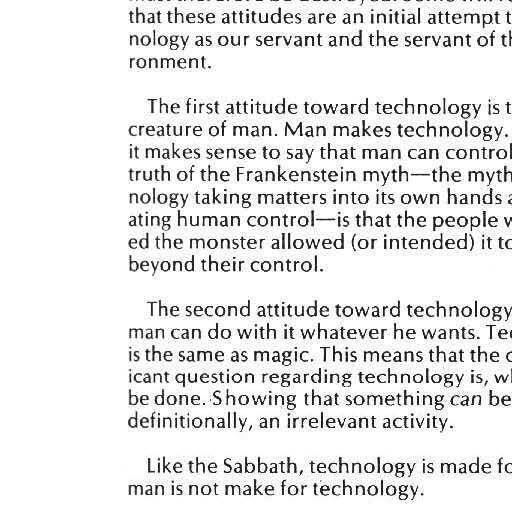 that these attitudes are an initial attempt
nology as our servant and the servant of
ronment.
The first attitude toward technology is
creature of man. Man makes technology.
it makes sense to say that man can control
truth of the Frankenstein myth—the myth
nology taking matters into its own hands
ating human control—is that the people
ed the monster allowed (or intended) it to
beyond their control.
The second attitude toward technology
man can do with it whatever he wants.
is the same as magic. This means that the
icant question regarding technology is,
be done. Showing that something can be
definitionally, an irrelevant activity.
Like the Sabbath, technology is made
man is not make for technology.